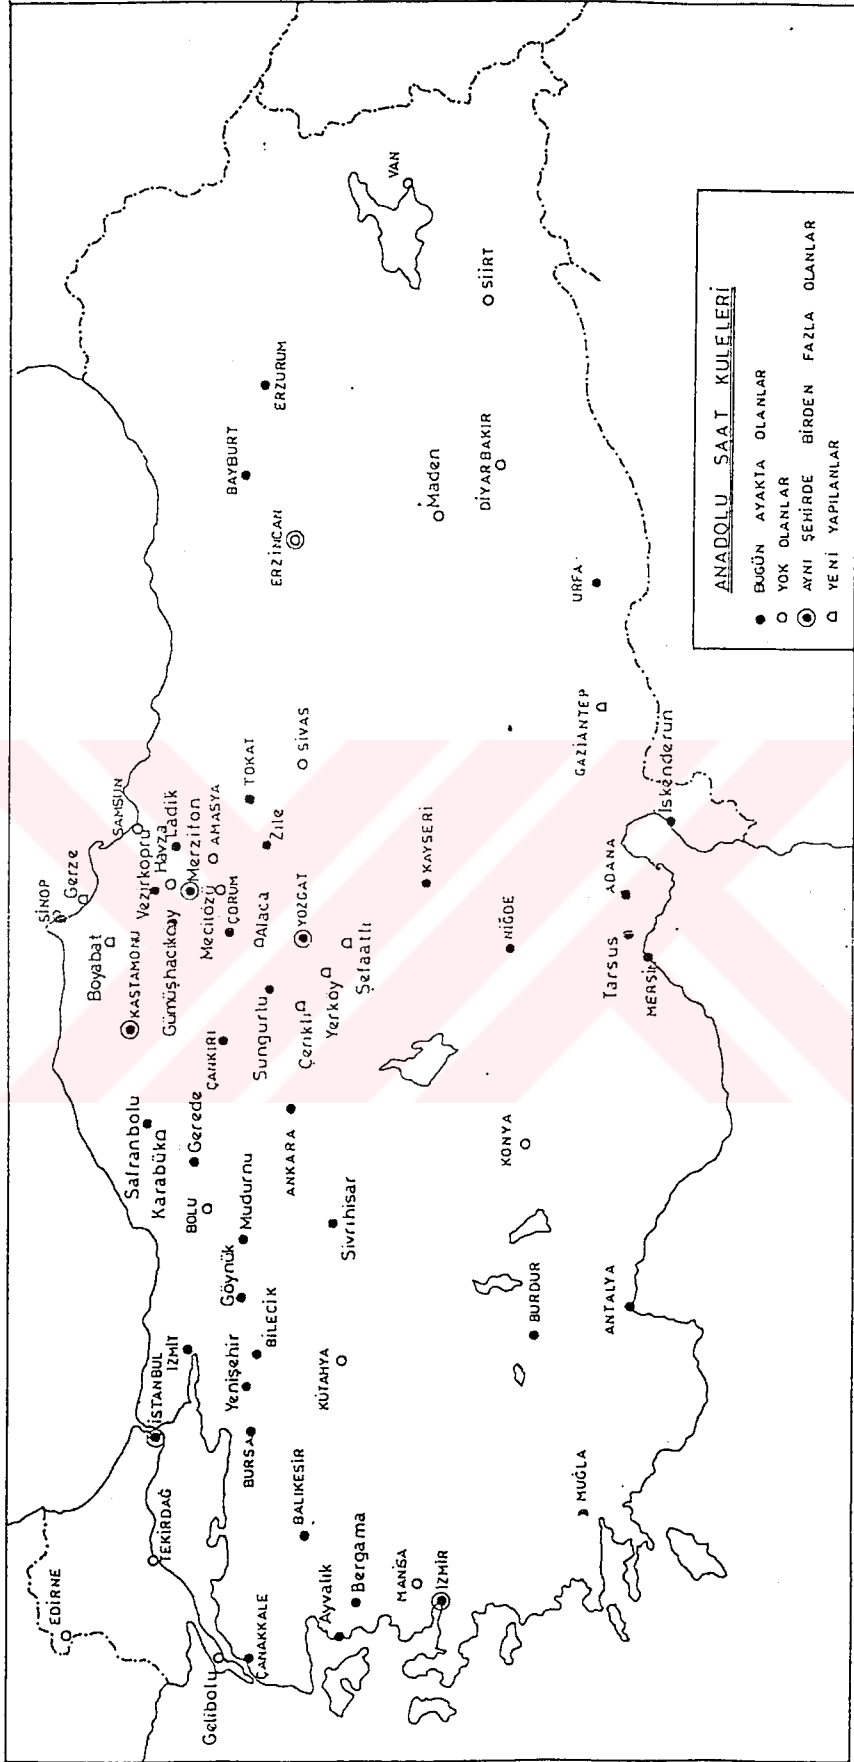 EDİRNE
TEKİRDAĞ
Gelibolu
ÇANAKKALE
İSTANBUL
İZMİT
BURSA
Yenişehir
BİLECİK
Göynük
Mudurnu
BOLU
Gerede
Safranbolu
Karabük
BALIKESİR
Ayvalık
Bergama
MANİSA
İZMİR
KÜTAHYA
Sivrihisar
ANKARA
ÇANKIRI
KASTAMONU
Boyabat
SİNOP
Gerze
SAMSUN
Vezirköprü
Havza
Ladik
Merzifon
Gümüşhacıköy
AMASYA
Mecitözü
ÇORUM
Alaca
Sungurlu
Çerikli
Yerköy
Şefaatlı
YOZGAT
Zile
TOKAT
SİVAS
KAYSERİ
NİĞDE
KONYA
BURDUR
MUĞLA
ANTALYA
MERSİN
Tarsus
ADANA
İskenderun
GAZİANTEP
URFA
DİYARBAKIR
Maden
ERZİNCAN
BAYBURT
ERZURUM
SİİRT
VAN
ANADOLU SAAT KULELERİ
BUGÜN AYAKTA OLANLAR
YOK OLANLAR
AYNI ŞEHİRDE BİRDEN FAZLA OLANLAR
YENİ YAPILANLAR